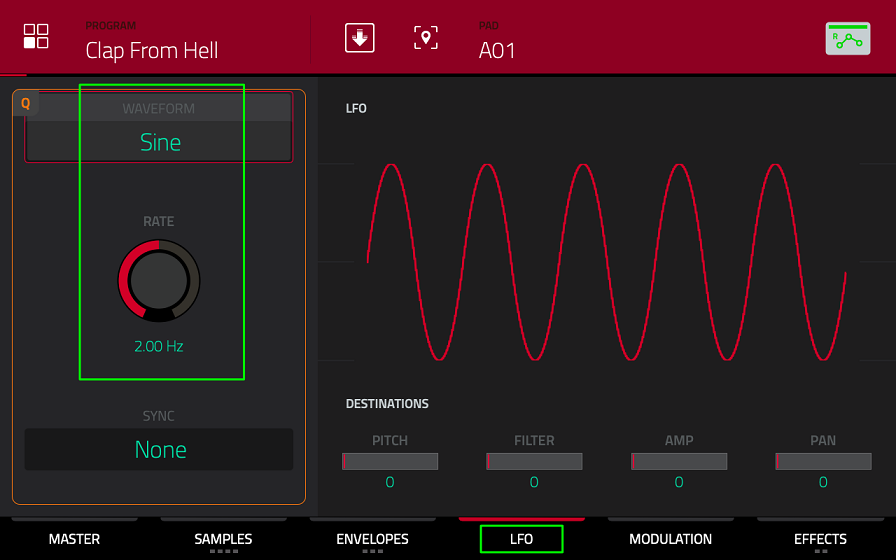 PROGRAM
Clap From Hell
PAD
A01
R
Q
WAVEFORM
Sine
RATE
2.00 Hz
SYNC
None
LFO
DESTINATIONS
PITCH FILTER AMP PAN
0 0 0 0
MASTER SAMPLES ENVELOPES LFO MODULATION EFFECTS